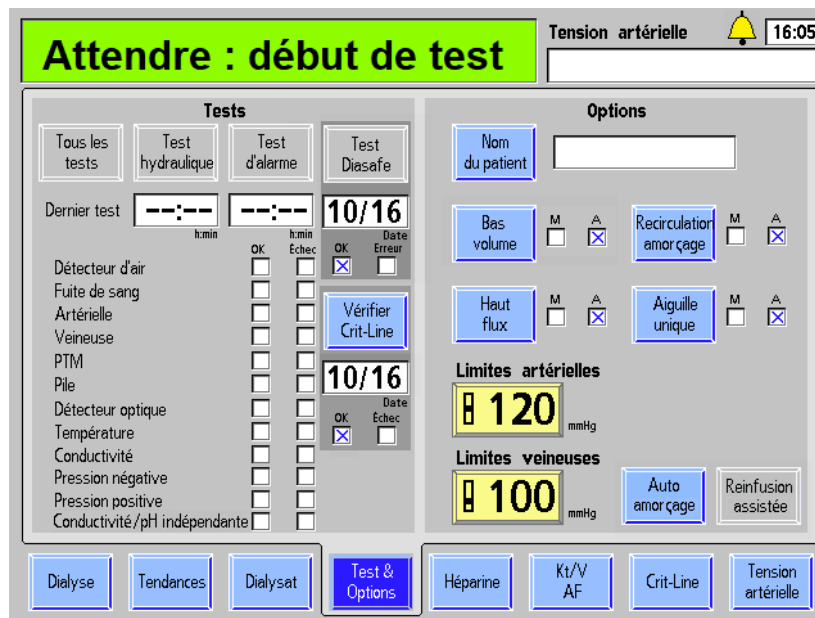 Attendre : début de test
Tension artérielle
16:05
Tests
Tous les
tests
Test
hydraulique
Test
d'alarme
Test
Diasafe
Dernier test
--:--
--:--
10/16
h:min
h:min
Date
OK
Échec
OK
Erreur
Détecteur d'air
Fuite de sang
Artérielle
Veineuse
PTM
Pile
Détecteur optique
Température
Conductivité
Pression négative
Pression positive
Conductivité/pH indépendante
Vérifier
Crit-Line
10/16
Date
OK
Échec
Options
Nom
du patient
Bas
volume
M
A
Recirculation
amorçage
M
A
Haut
flux
M
A
Aiguille
unique
M
A
Limites artérielles
120
mmHg
Limites veineuses
100
mmHg
Auto
amorçage
Reinfusion
assistée
Dialyse
Tendances
Dialysat
Test &
Options
Héparine
Kt/V
AF
Crit-Line
Tension
artérielle